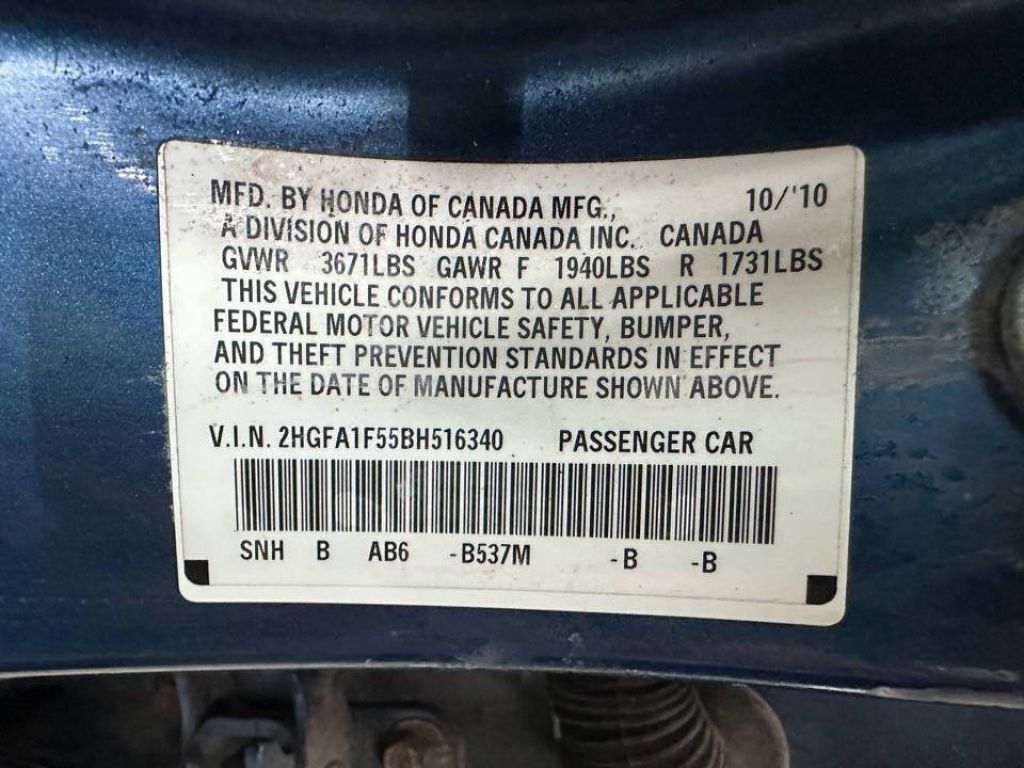 MFD. BY HONDA OF CANADA MFG., 10/'10
A DIVISION OF HONDA CANADA INC. CANADA
GVWR 3671LBS GAWR F 1940LBS R 1731LBS
THIS VEHICLE CONFORMS TO ALL APPLICABLE
FEDERAL MOTOR VEHICLE SAFETY, BUMPER,
AND THEFT PREVENTION STANDARDS IN EFFECT
ON THE DATE OF MANUFACTURE SHOWN ABOVE.
V.I.N. 2HGFA1F55BH516340 PASSENGER CAR
SNH B AB6 -B537M -B -B